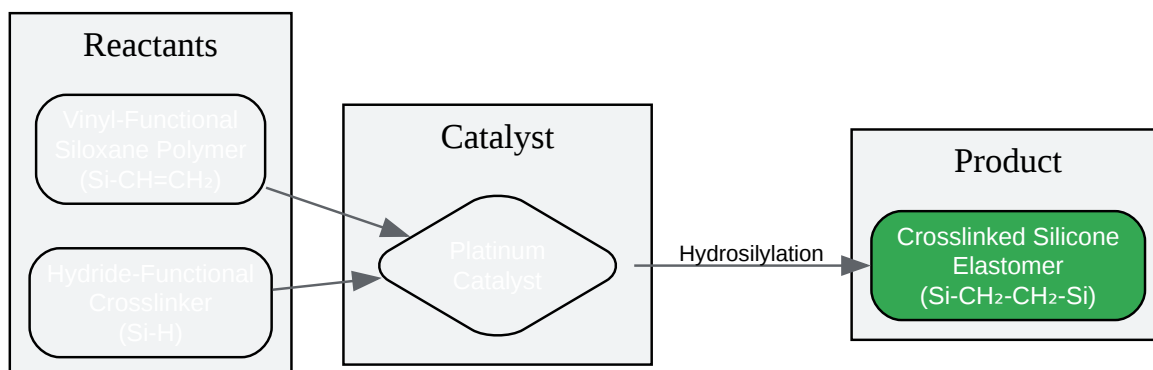 Reactants
Vinyl-Functional
Siloxane Polymer
(Si-CH=CH₂)
Hydride-Functional
Crosslinker
(Si-H)
Catalyst
Platinum
Catalyst
Hydrosilylation
Product
Crosslinked Silicone
Elastomer
(Si-CH₂-CH₂-Si)